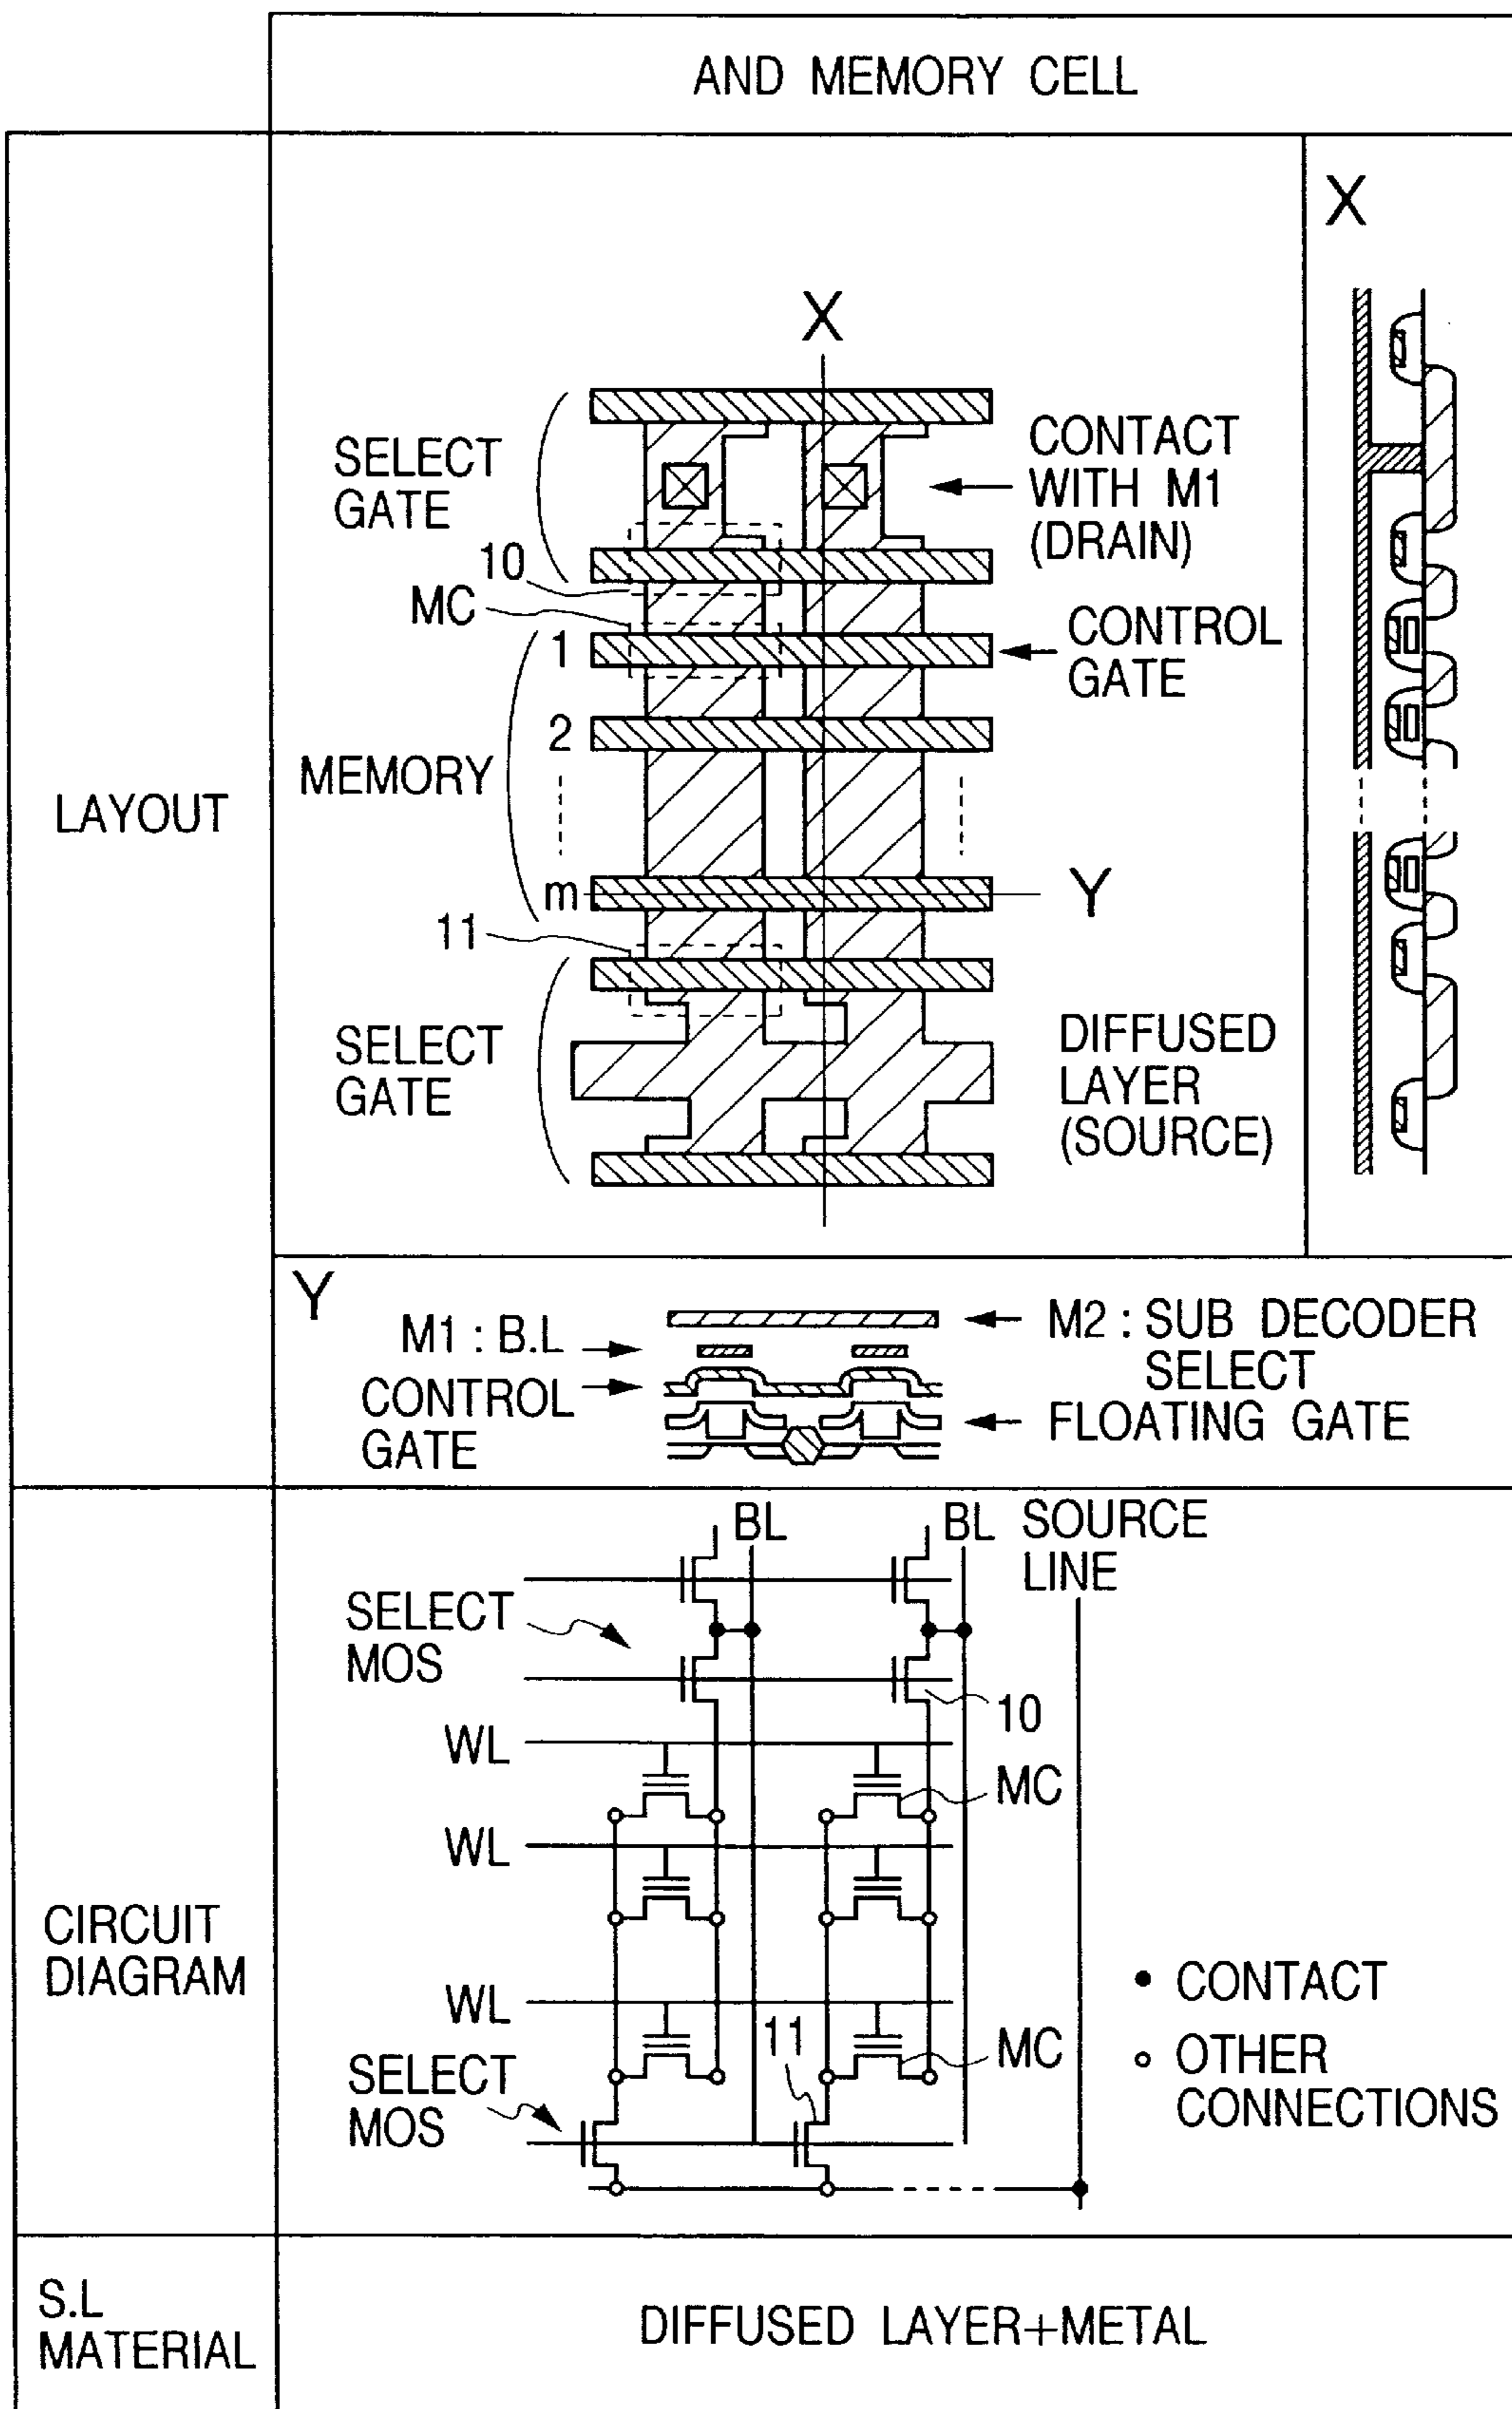 AND MEMORY CELL
LAYOUT
X
X
SELECT
GATE
CONTACT
WITH M1
(DRAIN)
10
MC
1
CONTROL
GATE
2
MEMORY
m
Y
11
SELECT
GATE
DIFFUSED
LAYER
(SOURCE)
Y
M1 : B.L
M2 : SUB DECODER
SELECT
CONTROL
GATE
FLOATING GATE
CIRCUIT
DIAGRAM
BL
BL
SOURCE
LINE
SELECT
MOS
10
WL
MC
WL
WL
11
MC
SELECT
MOS
CONTACT
OTHER
CONNECTIONS
S.L
MATERIAL
DIFFUSED LAYER+METAL